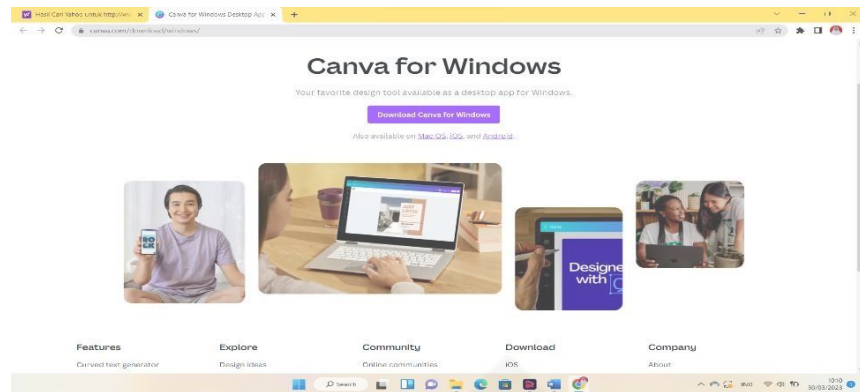 Hasil Cari Yahoo untuk http://w
Canva for Windows Desktop App
canva.com/download/windows/
Canva for Windows
Your favorite design tool available as a desktop app for Windows.
Download Canva for Windows
Also available on Mac OS, iOS, and Android.
ROCK
Designe
with
Features Explore Community Download Company
Curved text generator Design ideas Online communities iOS About
Search
IND
10:10
30/03/2023